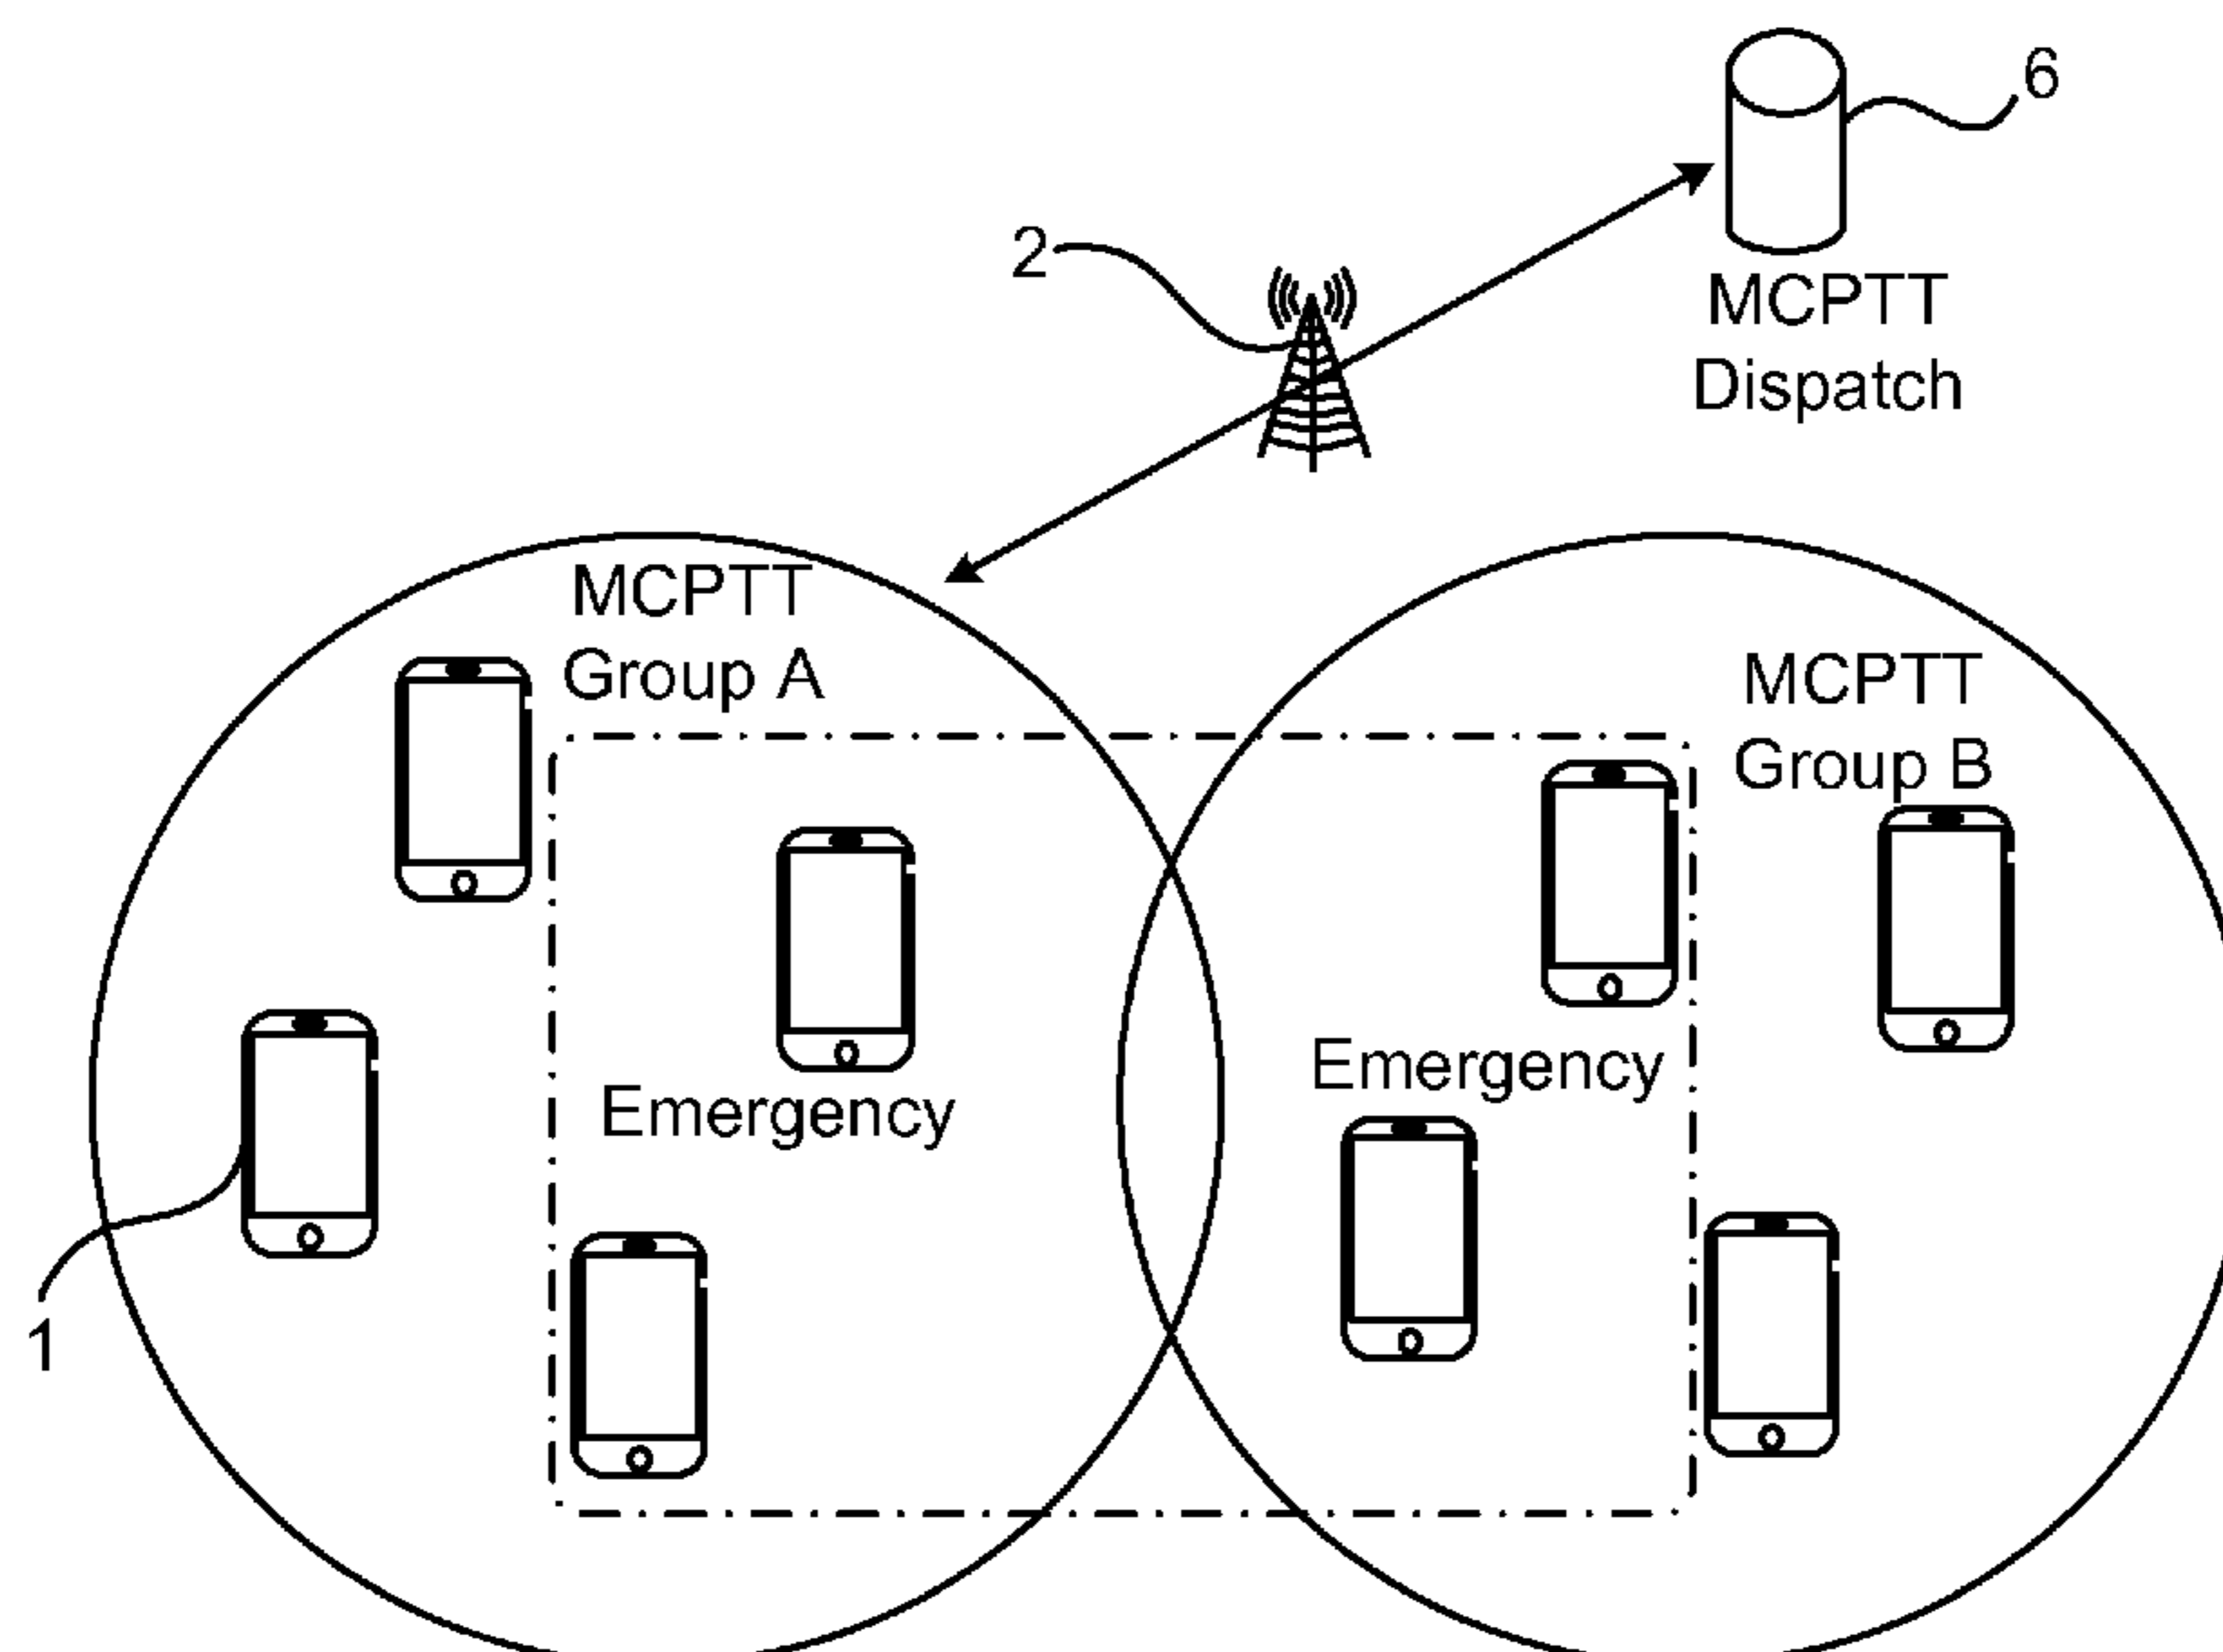 6
2
MCPTT
Dispatch
MCPTT
Group A
MCPTT
Group B
Emergency
Emergency
1